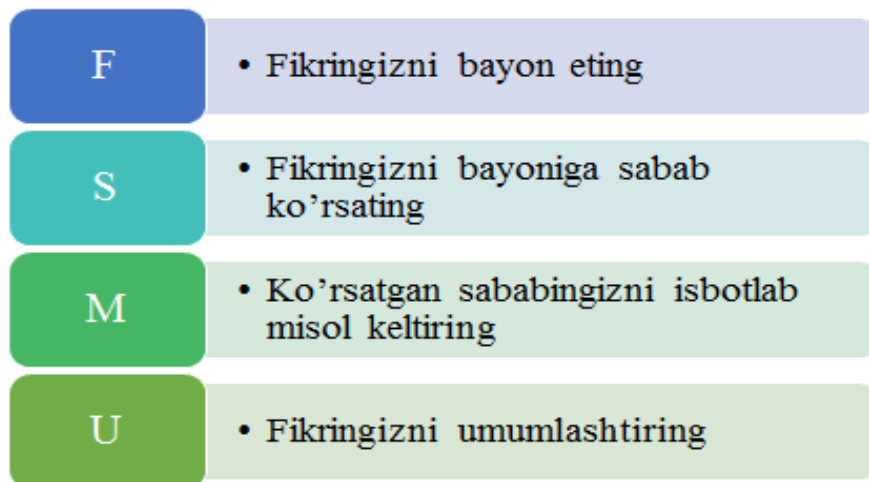 F
• Fikringizni bayon eting
S
• Fikringizni bayoniga sabab
ko’rsating
M
• Ko’rsatgan sababingizni isbotlab
misol keltiring
U
• Fikringizni umumlashtiring